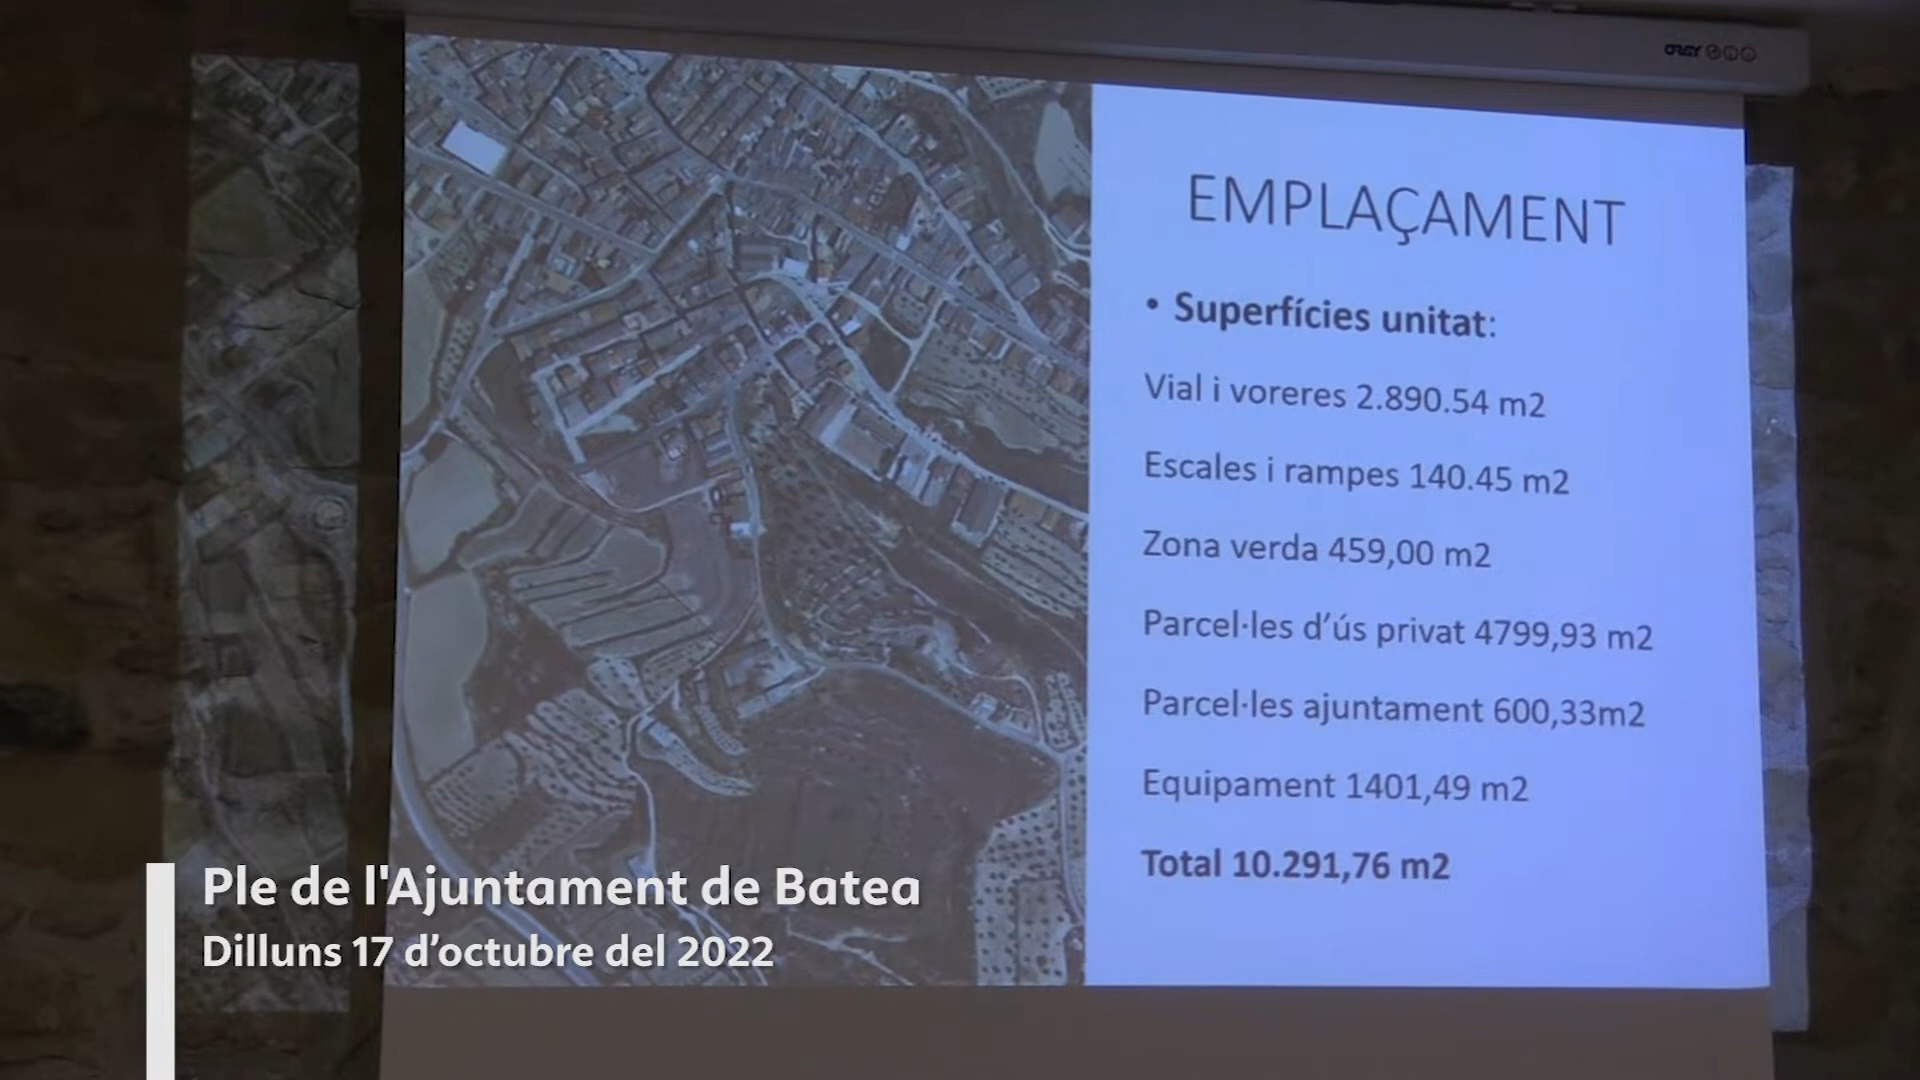 ORAY
EMPLAÇAMENT
• Superfícies unitat:
Vial i voreres 2.890.54 m2
Escales i rampes 140.45 m2
Zona verda 459,00 m2
Parcel·les d’ús privat 4799,93 m2
Parcel·les ajuntament 600,33m2
Equipament 1401,49 m2
Total 10.291,76 m2
Ple de l'Ajuntament de Batea
Dilluns 17 d’octubre del 2022